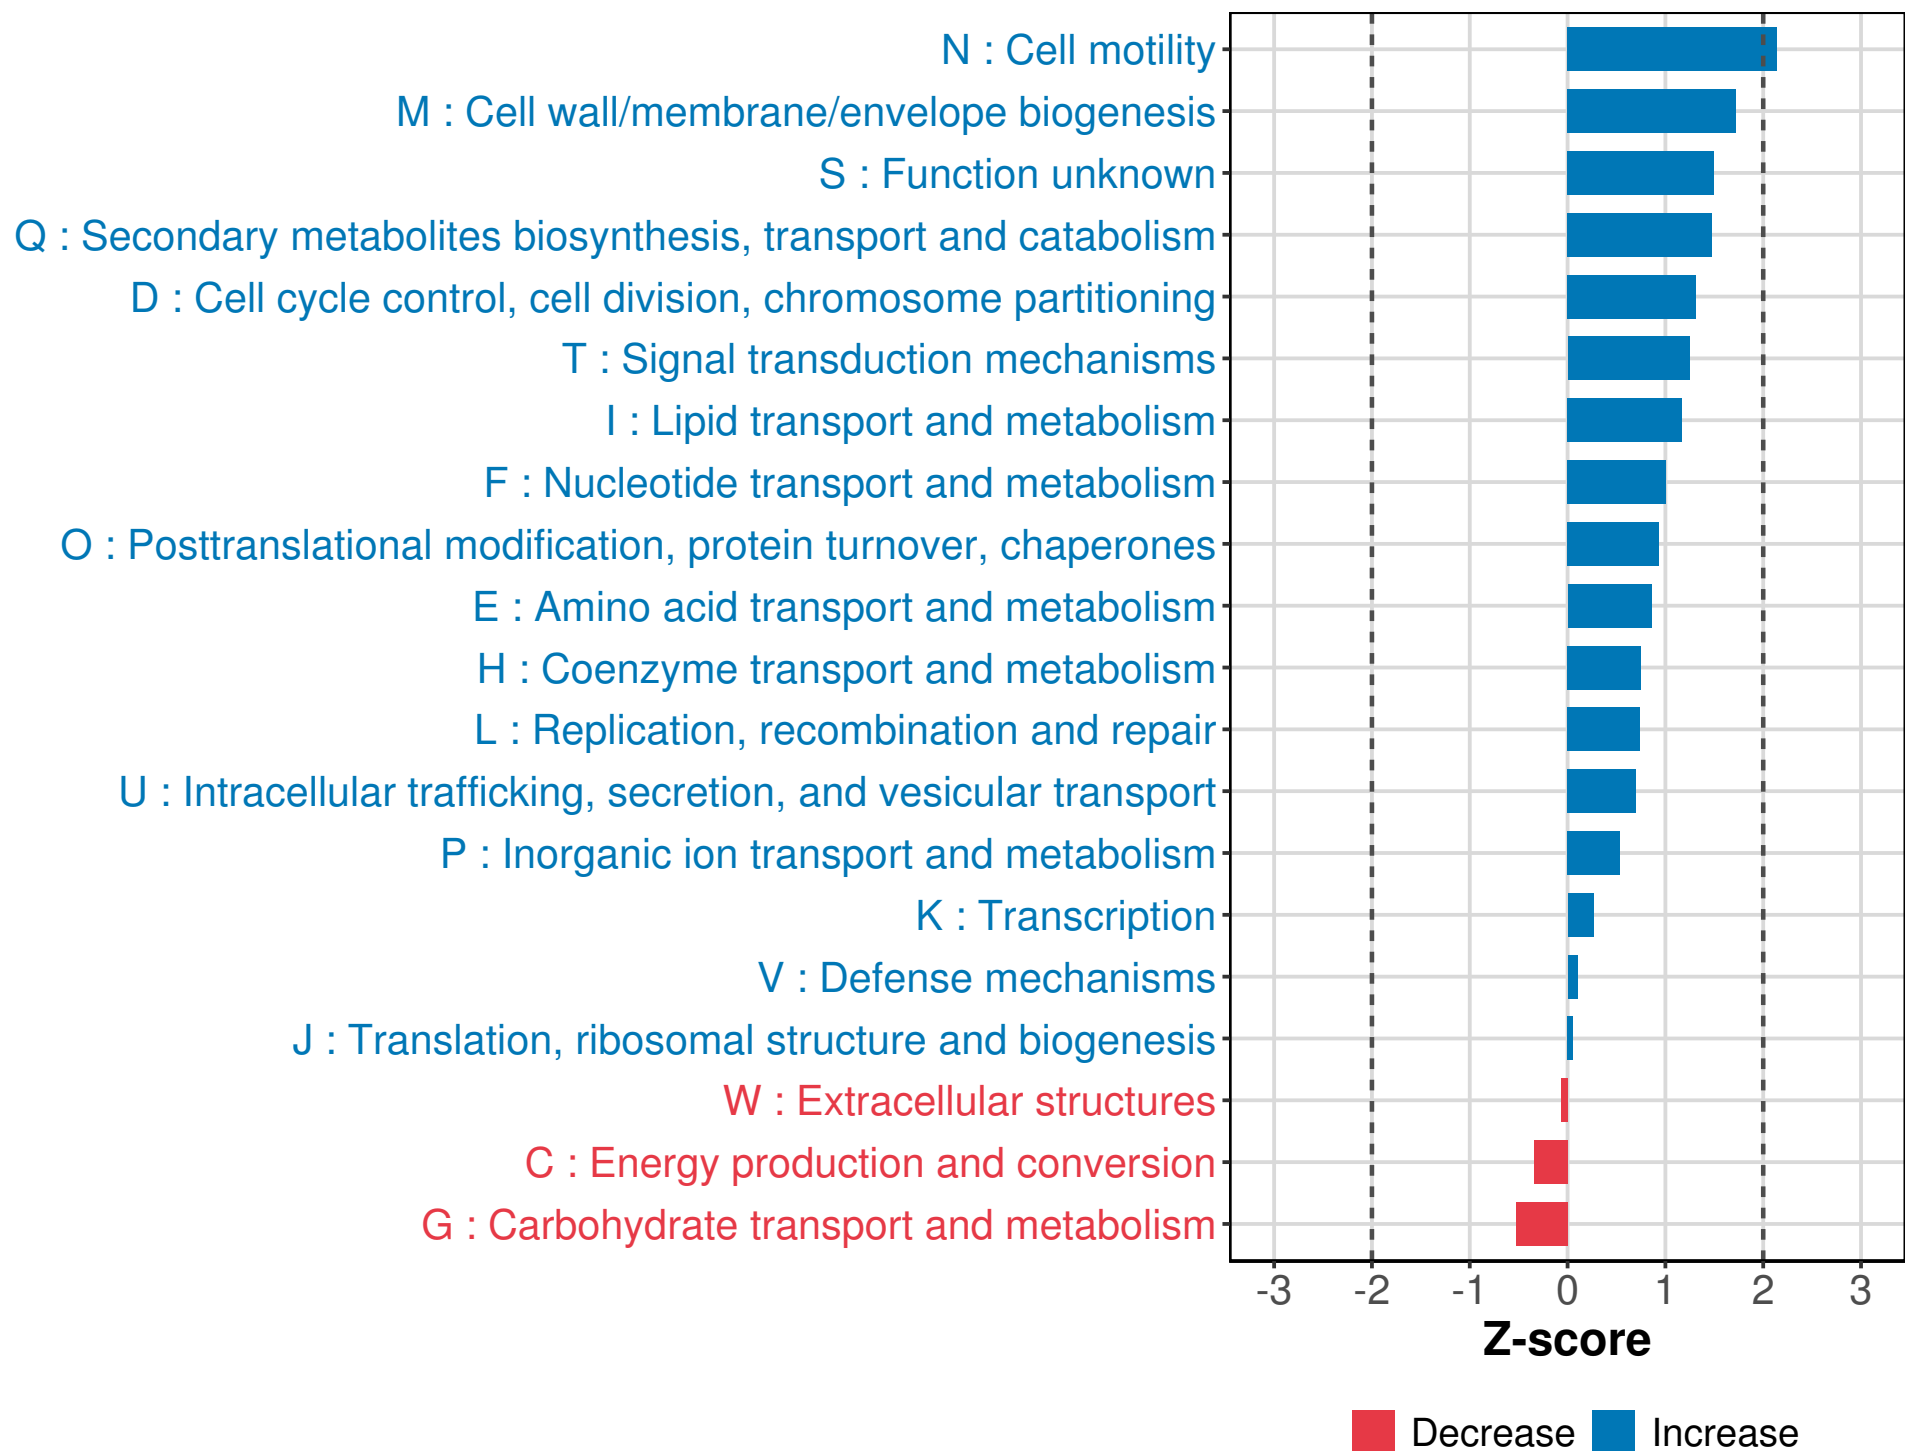 N : Cell motility
M : Cell wall/membrane/envelope biogenesis
S : Function unknown
Q : Secondary metabolites biosynthesis, transport and catabolism
D : Cell cycle control, cell division, chromosome partitioning
T : Signal transduction mechanisms
I : Lipid transport and metabolism
F : Nucleotide transport and metabolism
O : Posttranslational modification, protein turnover, chaperones
E : Amino acid transport and metabolism
H : Coenzyme transport and metabolism
L : Replication, recombination and repair
U : Intracellular trafficking, secretion, and vesicular transport
P : Inorganic ion transport and metabolism
K : Transcription
V : Defense mechanisms
J : Translation, ribosomal structure and biogenesis
W : Extracellular structures
C : Energy production and conversion
G : Carbohydrate transport and metabolism
-3 -2 -1 0 1 2 3
Z-score
Decrease Increase